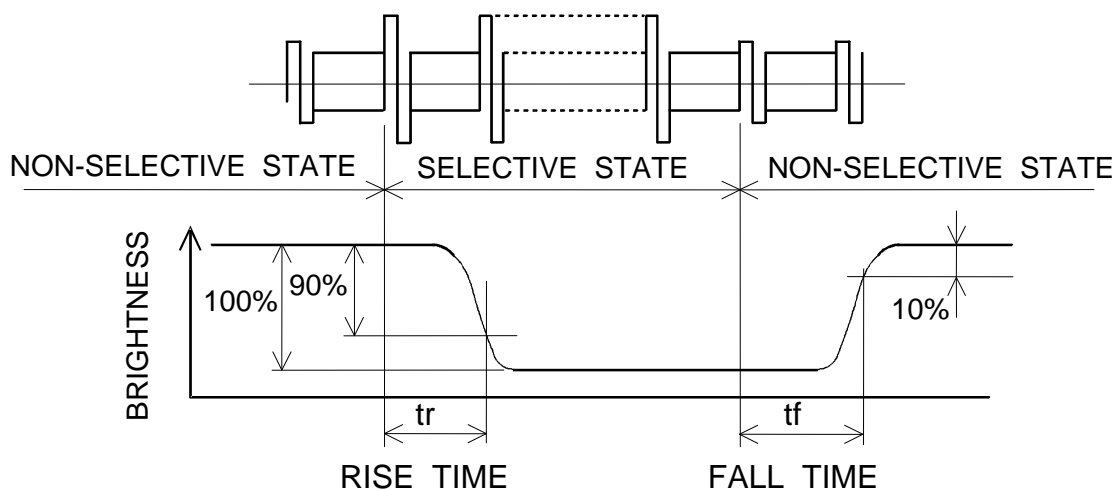 NON-SELECTIVE STATE
SELECTIVE STATE
NON-SELECTIVE STATE
BRIGHTNESS
100%
90%
10%
tr
tf
RISE TIME
FALL TIME